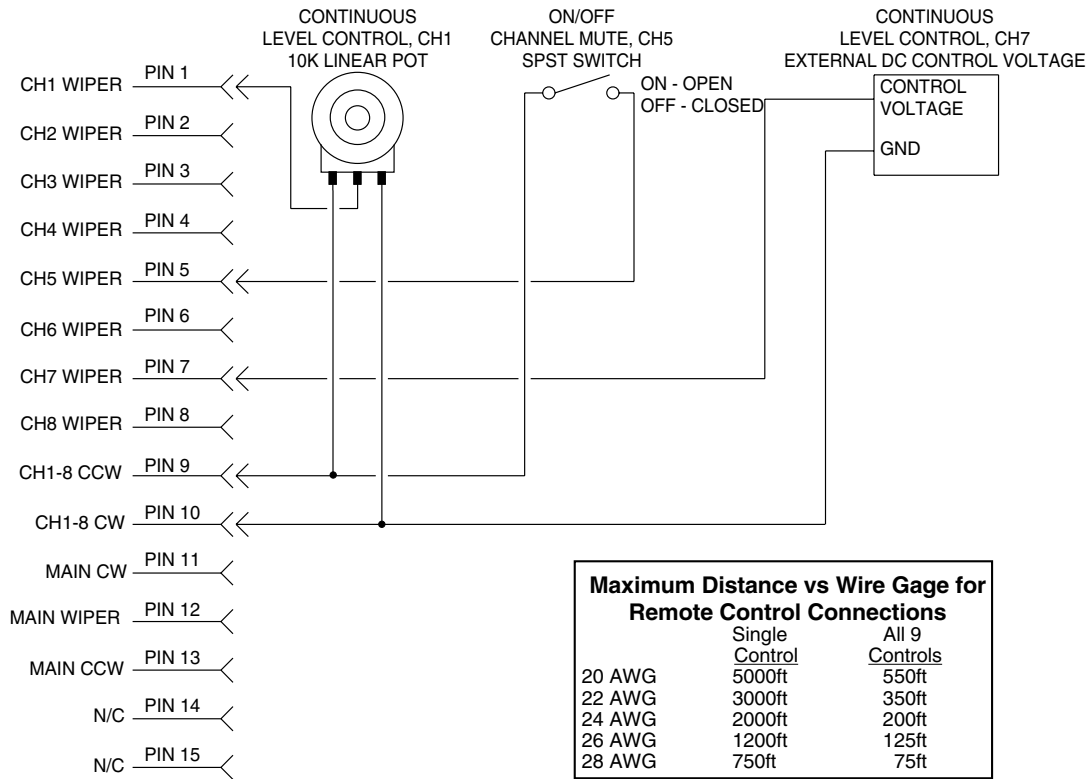 CONTINUOUS
LEVEL CONTROL, CH1
10K LINEAR POT
ON/OFF
CHANNEL MUTE, CH5
SPST SWITCH
CONTINUOUS
LEVEL CONTROL, CH7
EXTERNAL DC CONTROL VOLTAGE
ON - OPEN
OFF - CLOSED
CONTROL
VOLTAGE
GND
CH1 WIPER PIN 1
CH2 WIPER PIN 2
CH3 WIPER PIN 3
CH4 WIPER PIN 4
CH5 WIPER PIN 5
CH6 WIPER PIN 6
CH7 WIPER PIN 7
CH8 WIPER PIN 8
CH1-8 CCW PIN 9
CH1-8 CW PIN 10
MAIN CW PIN 11
MAIN WIPER PIN 12
MAIN CCW PIN 13
N/C PIN 14
N/C PIN 15
Maximum Distance vs Wire Gage for
Remote Control Connections
Single All 9
Control Controls
20 AWG 5000ft 550ft
22 AWG 3000ft 350ft
24 AWG 2000ft 200ft
26 AWG 1200ft 125ft
28 AWG 750ft 75ft